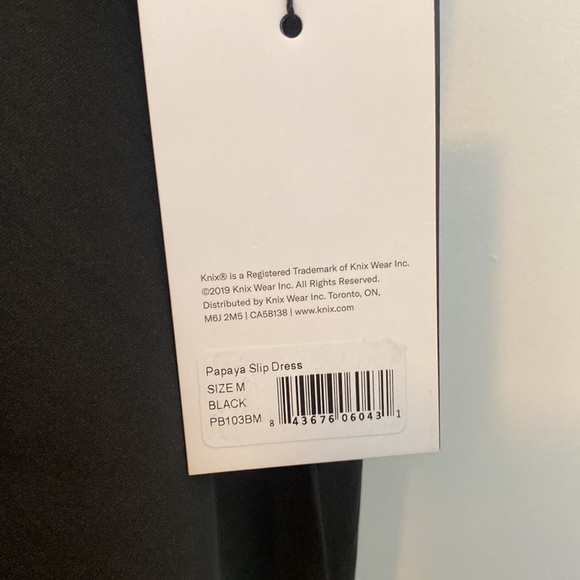 Knix® is a Registered Trademark of Knix Wear Inc.
©2019 Knix Wear Inc. All Rights Reserved.
Distributed by Knix Wear Inc. Toronto, ON,
M6J 2M5 | CA58138 | www.knix.com
Papaya Slip Dress
SIZE M
BLACK
PB103BM
8 43676 06043 1